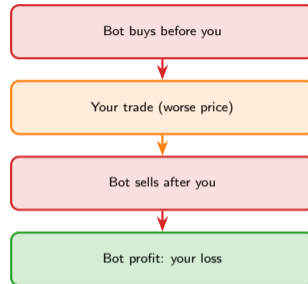 Bot buys before you
Your trade (worse price)
Bot sells after you
Bot profit: your loss